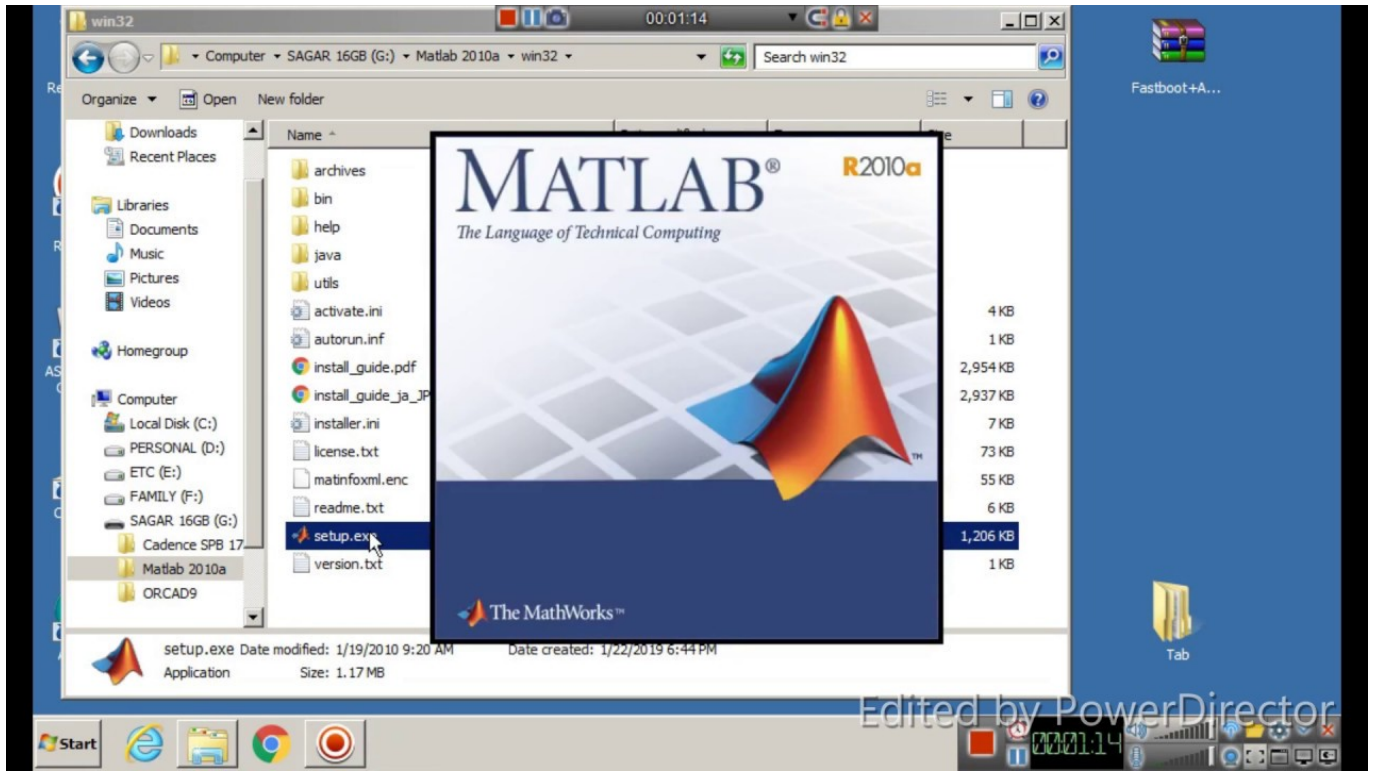 win32
00:01:14
Computer SAGAR 16GB (G:) Matlab 2010a win32
Search win32
Organize Open New folder
Downloads
Recent Places
Libraries
Documents
Music
Pictures
Videos
Homegroup
Computer
Local Disk (C:)
PERSONAL (D:)
ETC (E:)
FAMILY (F:)
SAGAR 16GB (G:)
Cadence SPB 17
Matlab 2010a
ORCAD9
Name
archives
bin
help
java
utils
activate.ini 4 KB
autorun.inf 1 KB
install_guide.pdf 2,954 KB
install_guide_ja_JP 2,937 KB
installer.ini 7 KB
license.txt 73 KB
matinfoxml.enc 55 KB
readme.txt 6 KB
setup.exe 1,206 KB
version.txt 1 KB
MATLAB® R2010a
The Language of Technical Computing
TM
The MathWorks™
setup.exe Date modified: 1/19/2010 9:20 AM Date created: 1/22/2019 6:44 PM
Application Size: 1.17 MB
Fastboot+A...
Tab
Edited by PowerDirector
Start
00:01:14